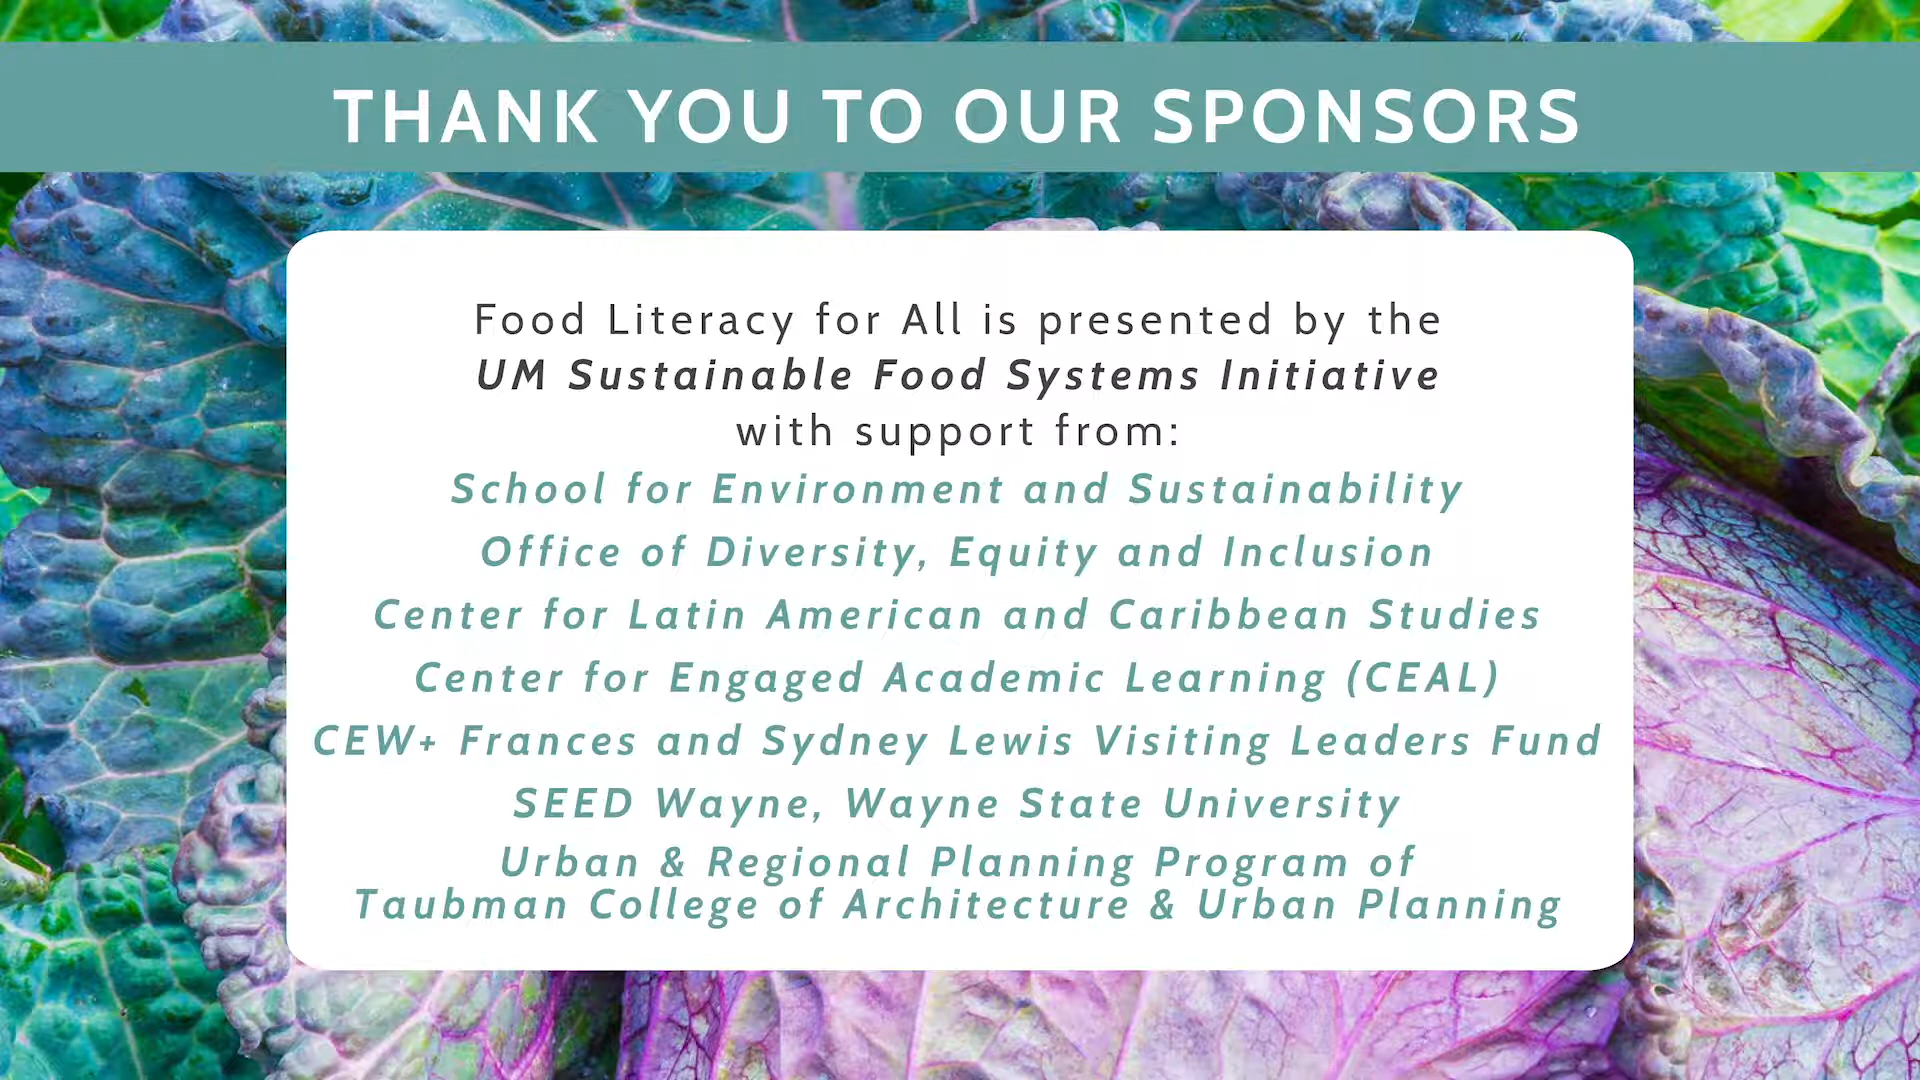 THANK YOU TO OUR SPONSORS
Food Literacy for All is presented by the
UM Sustainable Food Systems Initiative
with support from:
School for Environment and Sustainability
Office of Diversity, Equity and Inclusion
Center for Latin American and Caribbean Studies
Center for Engaged Academic Learning (CEAL)
CEW+ Frances and Sydney Lewis Visiting Leaders Fund
SEED Wayne, Wayne State University
Urban & Regional Planning Program of
Taubman College of Architecture & Urban Planning